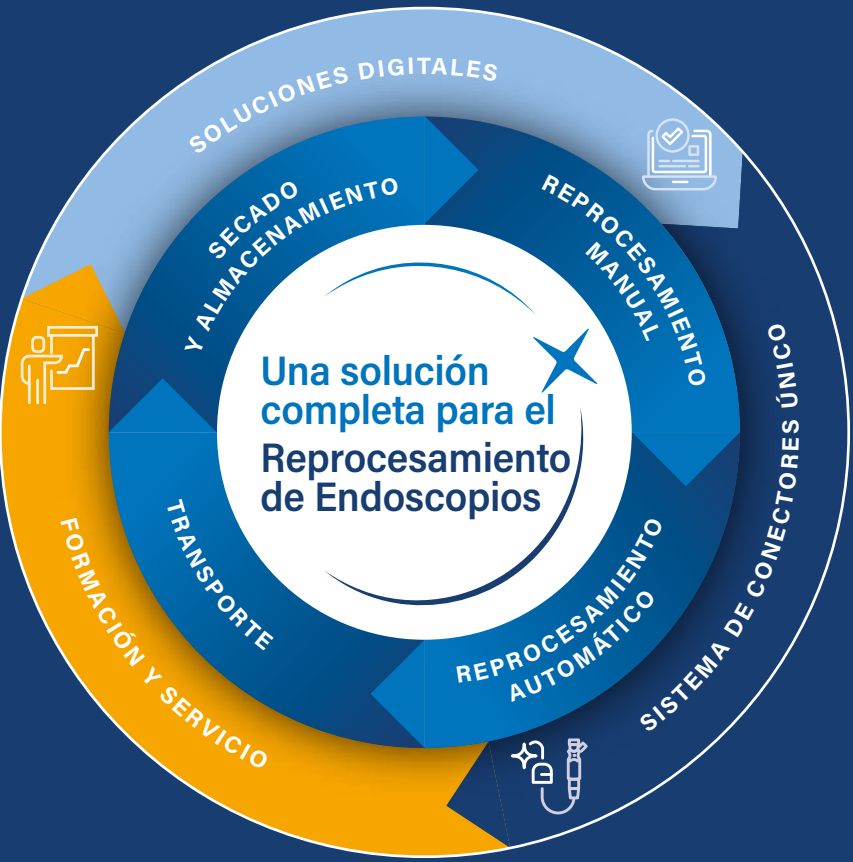 SOLUCIONES DIGITALES
SECADO
Y ALMACENAMIENTO
REPROCESAMIENTO
MANUAL
SISTEMA DE CONECTORES ÚNICO
Una solución
completa para el
Reprocesamiento
de Endoscopios
TRANSPORTE
REPROCESAMIENTO
AUTOMÁTICO
FORMACIÓN Y SERVICIO